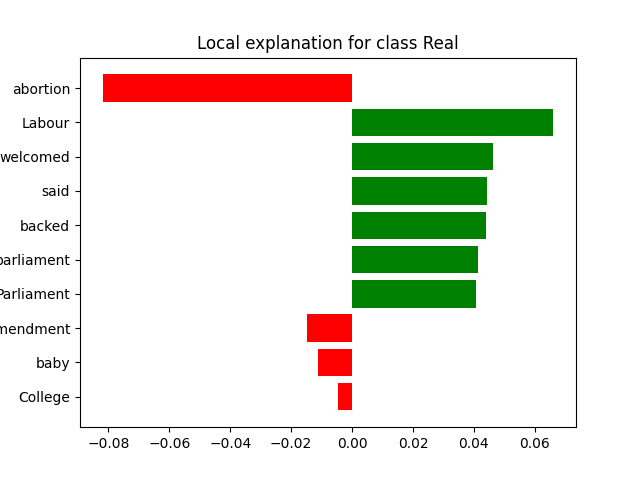 Local explanation for class Real
abortion
Labour
welcomed
said
backed
parliament
Parliament
mendment
baby
College
−0.08 −0.06 −0.04 −0.02 0.00 0.02 0.04 0.06